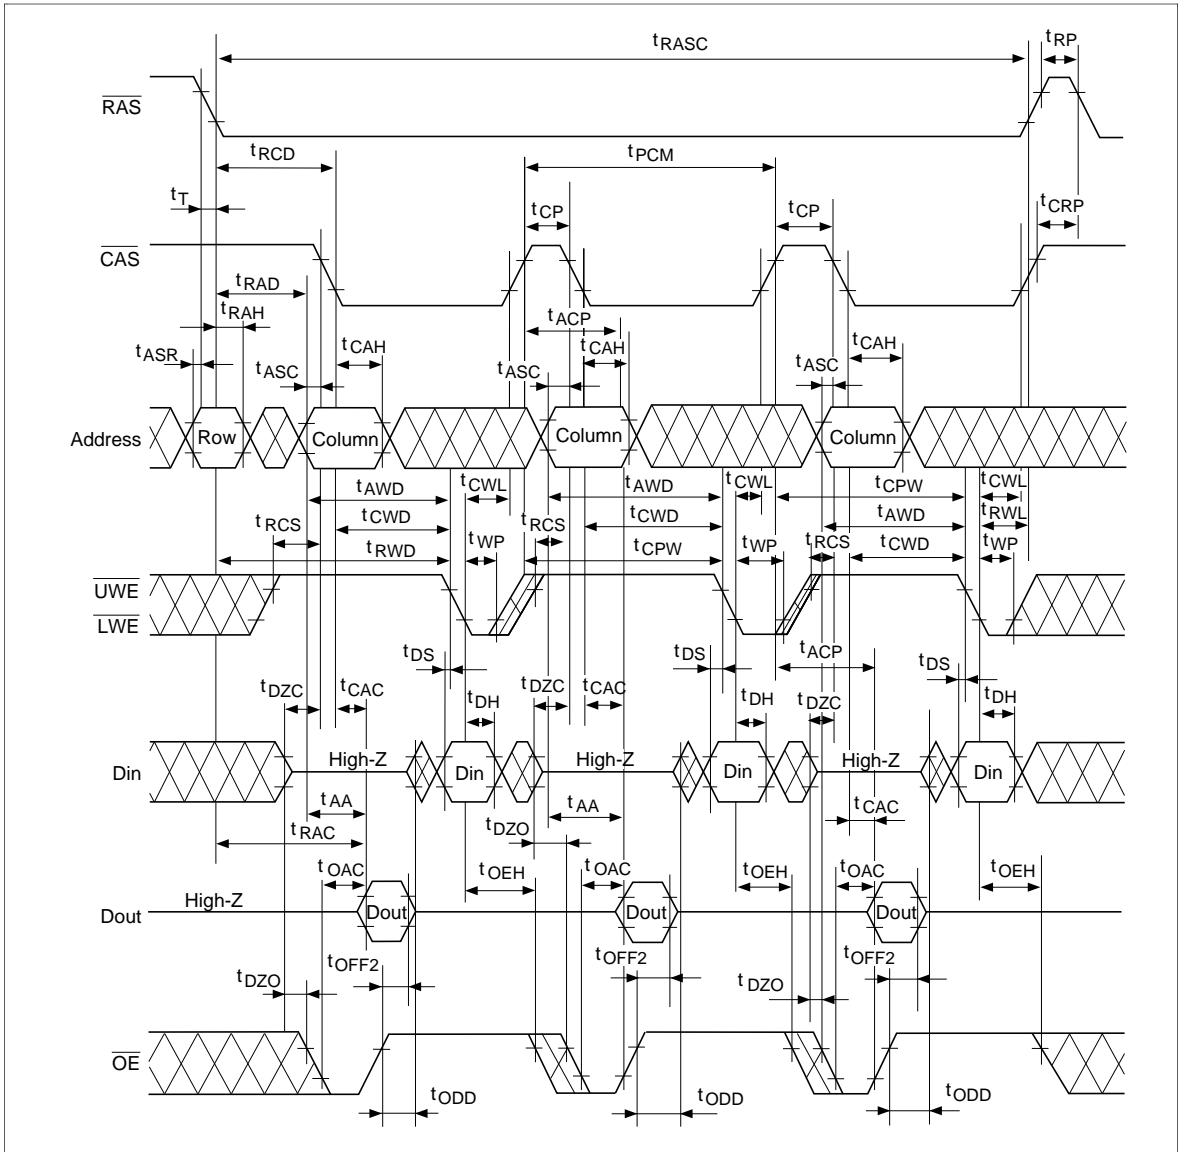 tRASC tRP
RAS
tRCD tPCM
tT tCP tCP tCRP
CAS
tRAD
tRAH tACP
tASR tCAH tCAH tCAH
tASC tASC tASC
Address Row Column Column Column
tAWD tCWL tAWD tCWL tCPW tCWL
tRCS tCWD tRCS tCWD tAWD tRWL
tRWD tWP tCPW tWP tRCS tCWD tWP
UWE
LWE
tDS tDS tACP tDS
tDZC tCAC tDH tDZC tCAC tDH tDZC tDH
Din High-Z Din High-Z Din High-Z Din
tAA tAA tCAC
tRAC tDZO
tOAC tOEH tOAC tOEH tOAC tOEH
High-Z
Dout Dout Dout Dout
tDZO tOFF2 tOFF2 tDZO tOFF2
OE
tODD tODD tODD